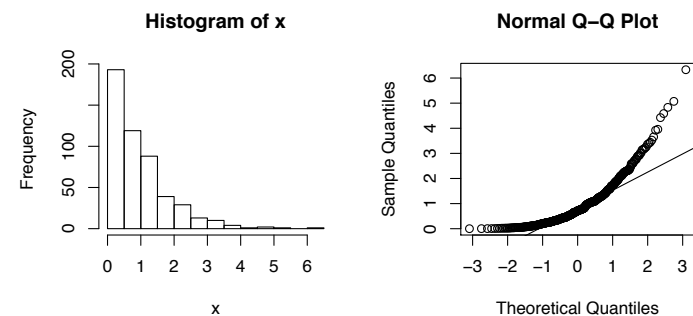 Histogram of x
Frequency
0
50
100
200
0 1 2 3 4 5 6
x
Normal Q−Q Plot
Sample Quantiles
0
1
2
3
4
5
6
−3 −2 −1 0 1 2 3
Theoretical Quantiles